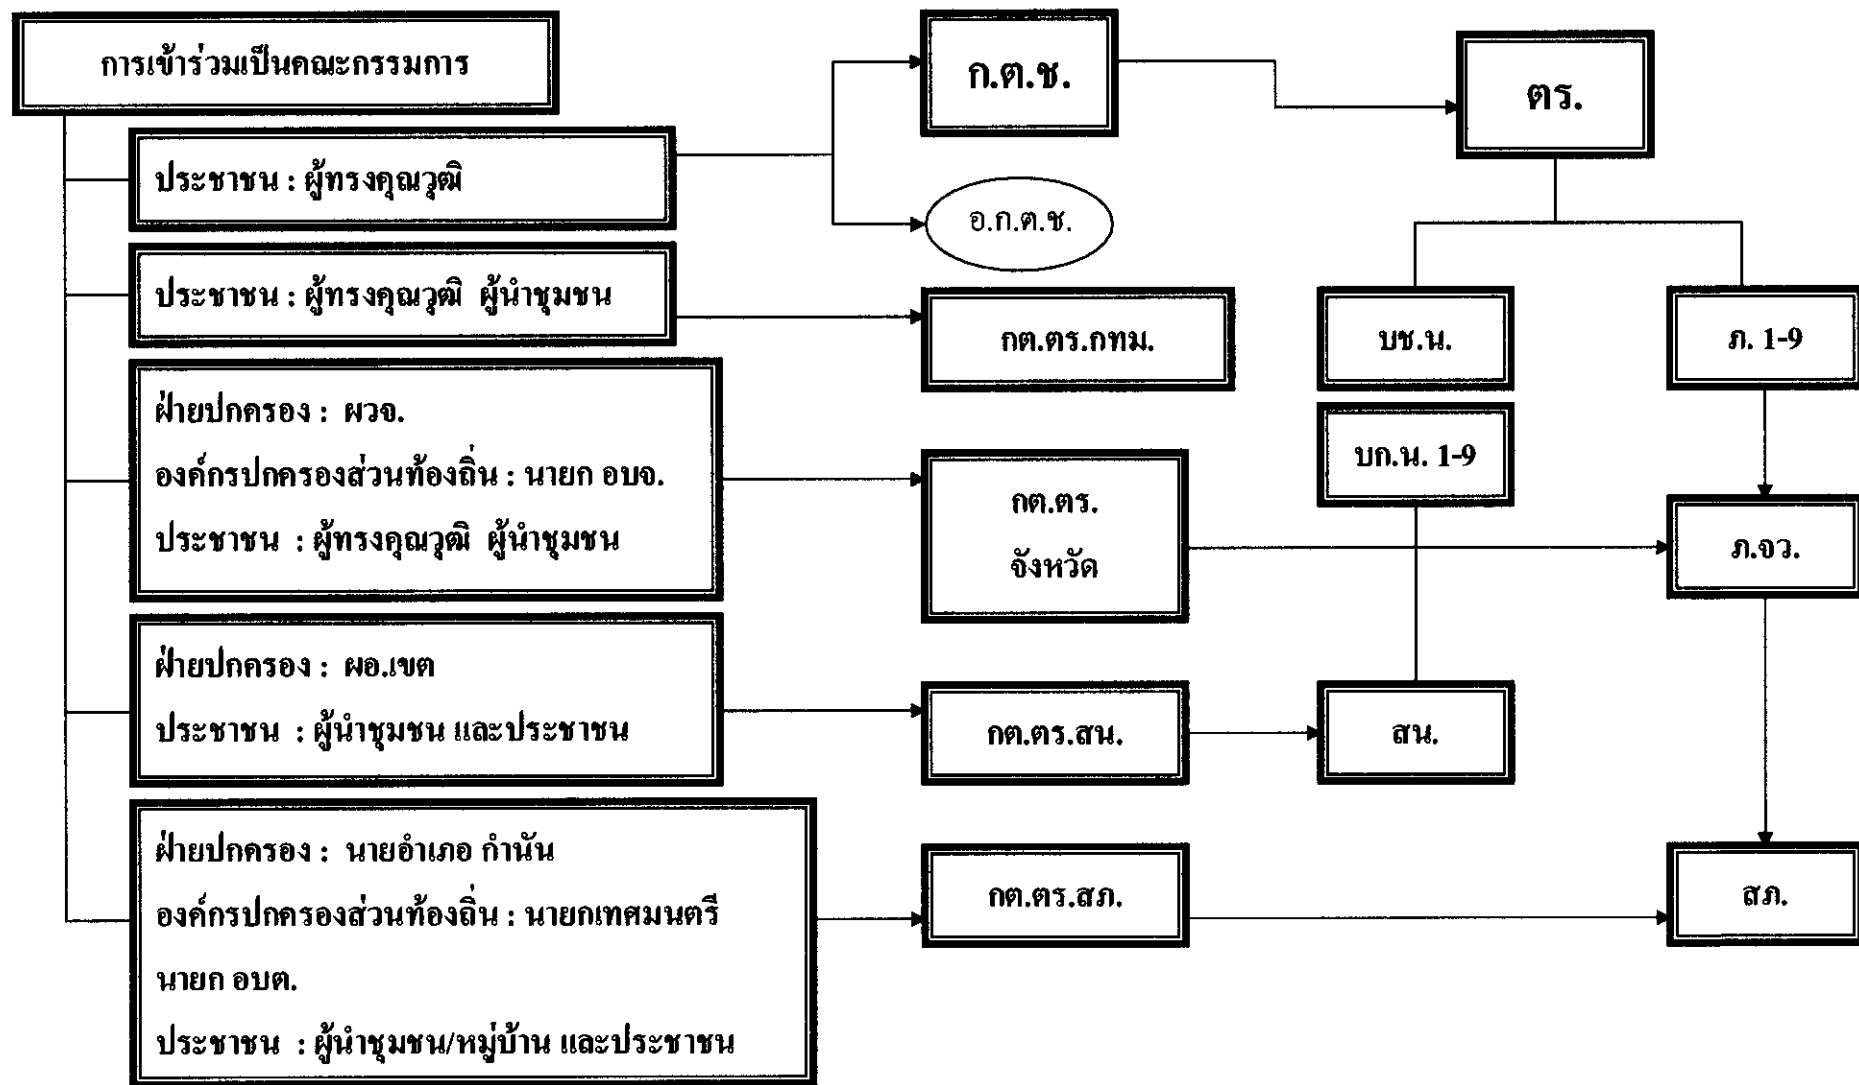 การเข้าร่วมเป็นคณะกรรมการ
ก.ต.ช.
ตร.
ประชาชน : ผู้ทรงคุณวุฒิ
อ.ก.ต.ช.
ประชาชน : ผู้ทรงคุณวุฒิ ผู้นำชุมชน
กต.ตร.กทม.
บช.น.
ภ. 1-9
ฝ่ายปกครอง : ผวจ.
องค์กรปกครองส่วนท้องถิ่น : นายก อบจ.
ประชาชน : ผู้ทรงคุณวุฒิ ผู้นำชุมชน
กต.ตร.
จังหวัด
บก.น. 1-9
ภ.จว.
ฝ่ายปกครอง : ผอ.เขต
ประชาชน : ผู้นำชุมชน และประชาชน
กต.ตร.สน.
สน.
ฝ่ายปกครอง : นายอำเภอ กำนัน
องค์กรปกครองส่วนท้องถิ่น : นายกเทศมนตรี
นายก อบต.
ประชาชน : ผู้นำชุมชน/หมู่บ้าน และประชาชน
กต.ตร.สภ.
สภ.